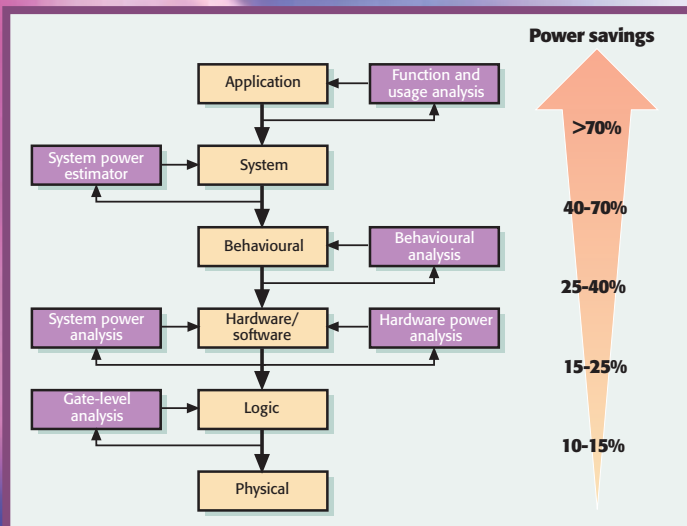 Power savings
Application
Function and
usage analysis
>70%
System power
estimator
System
40-70%
Behavioural
Behavioural
analysis
25-40%
System power
analysis
Hardware/
software
Hardware power
analysis
15-25%
Gate-level
analysis
Logic
10-15%
Physical